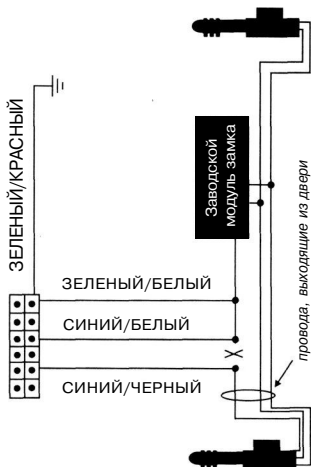 ЗЕЛЕНЫЙ/КРАСНЫЙ
Заводской
модуль замка
ЗЕЛЕНЫЙ/БЕЛЫЙ
СИНИЙ/БЕЛЫЙ
СИНИЙ/ЧЕРНЫЙ
провода, выходящие из двери